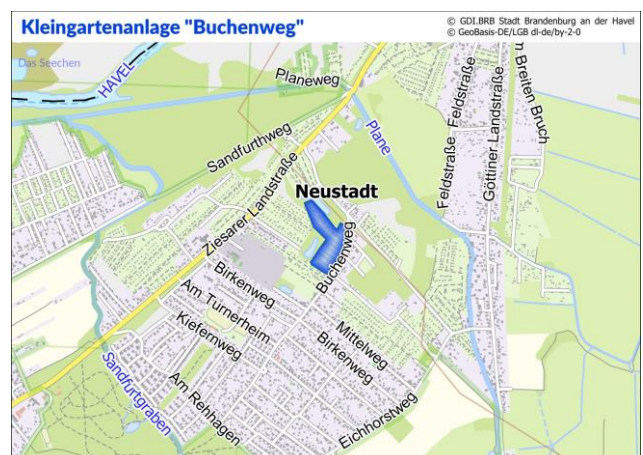 Kleingartenanlage "Buchenweg"
© GDI.BRB Stadt Brandenburg an der Havel
© GeoBasis-DE/LGB dl-de/by-2-0
Das Seechen
HAVEL
Planeweg
Sandfurthweg
Plane
Feldstraße
Feldstraße
Göttiner Landstraße
Breiten Bruch
Ziesarer Landstraße
Neustadt
Buchenweg
Birkenweg
Am Turnerheim
Kiefernweg
Mittelweg
Birkenweg
Sandfurtgraben
Am Rehhagen
Eichhorstweg